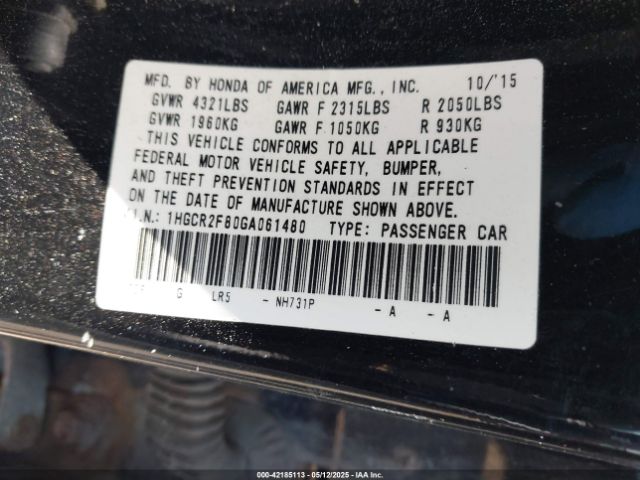 MFD. BY HONDA OF AMERICA MFG., INC. 10/'15
GVWR 4321LBS GAWR F 2315LBS R 2050LBS
GVWR 1960KG GAWR F 1050KG R 930KG
THIS VEHICLE CONFORMS TO ALL APPLICABLE
FEDERAL MOTOR VEHICLE SAFETY, BUMPER,
AND THEFT PREVENTION STANDARDS IN EFFECT
ON THE DATE OF MANUFACTURE SHOWN ABOVE.
V.I.N.: 1HGCR2F80GA061480 TYPE: PASSENGER CAR
G LR5 - NH731P - A - A
000-42185113 - 05/12/2025 - IAA Inc.